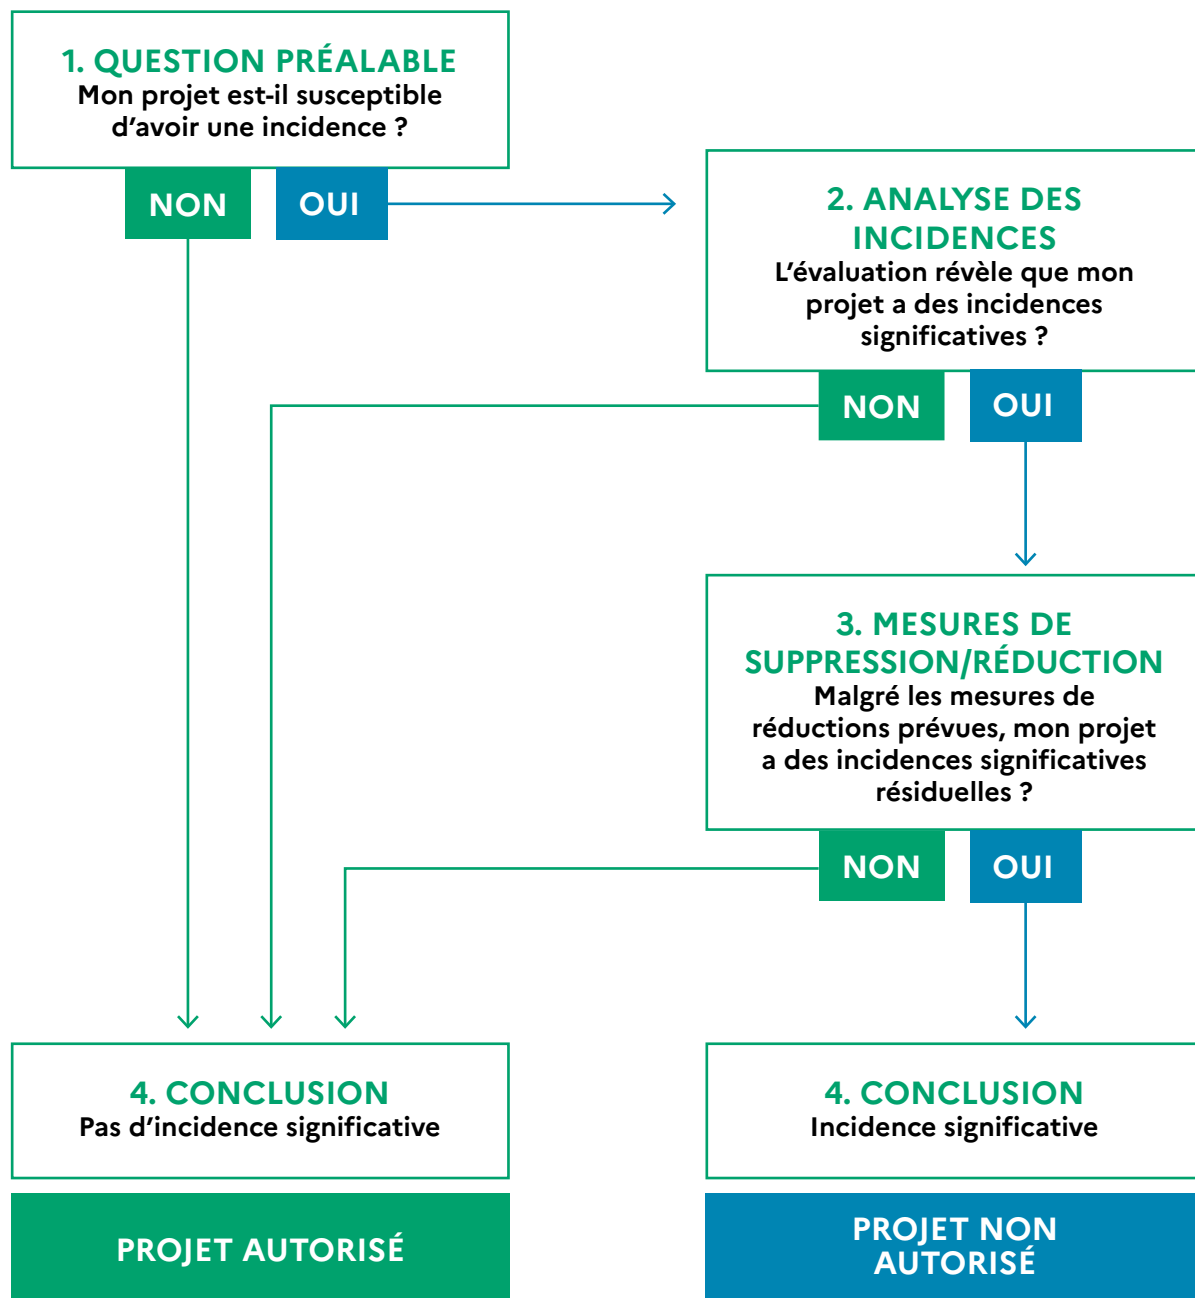 1. QUESTION PRÉALABLE
Mon projet est-il susceptible
d’avoir une incidence ?
NON
OUI
2. ANALYSE DES
INCIDENCES
L’évaluation révèle que mon
projet a des incidences
significatives ?
NON
OUI
3. MESURES DE
SUPPRESSION/RÉDUCTION
Malgré les mesures de
réductions prévues, mon projet
a des incidences significatives
résiduelles ?
NON
OUI
4. CONCLUSION
Pas d’incidence significative
PROJET AUTORISÉ
4. CONCLUSION
Incidence significative
PROJET NON
AUTORISÉ